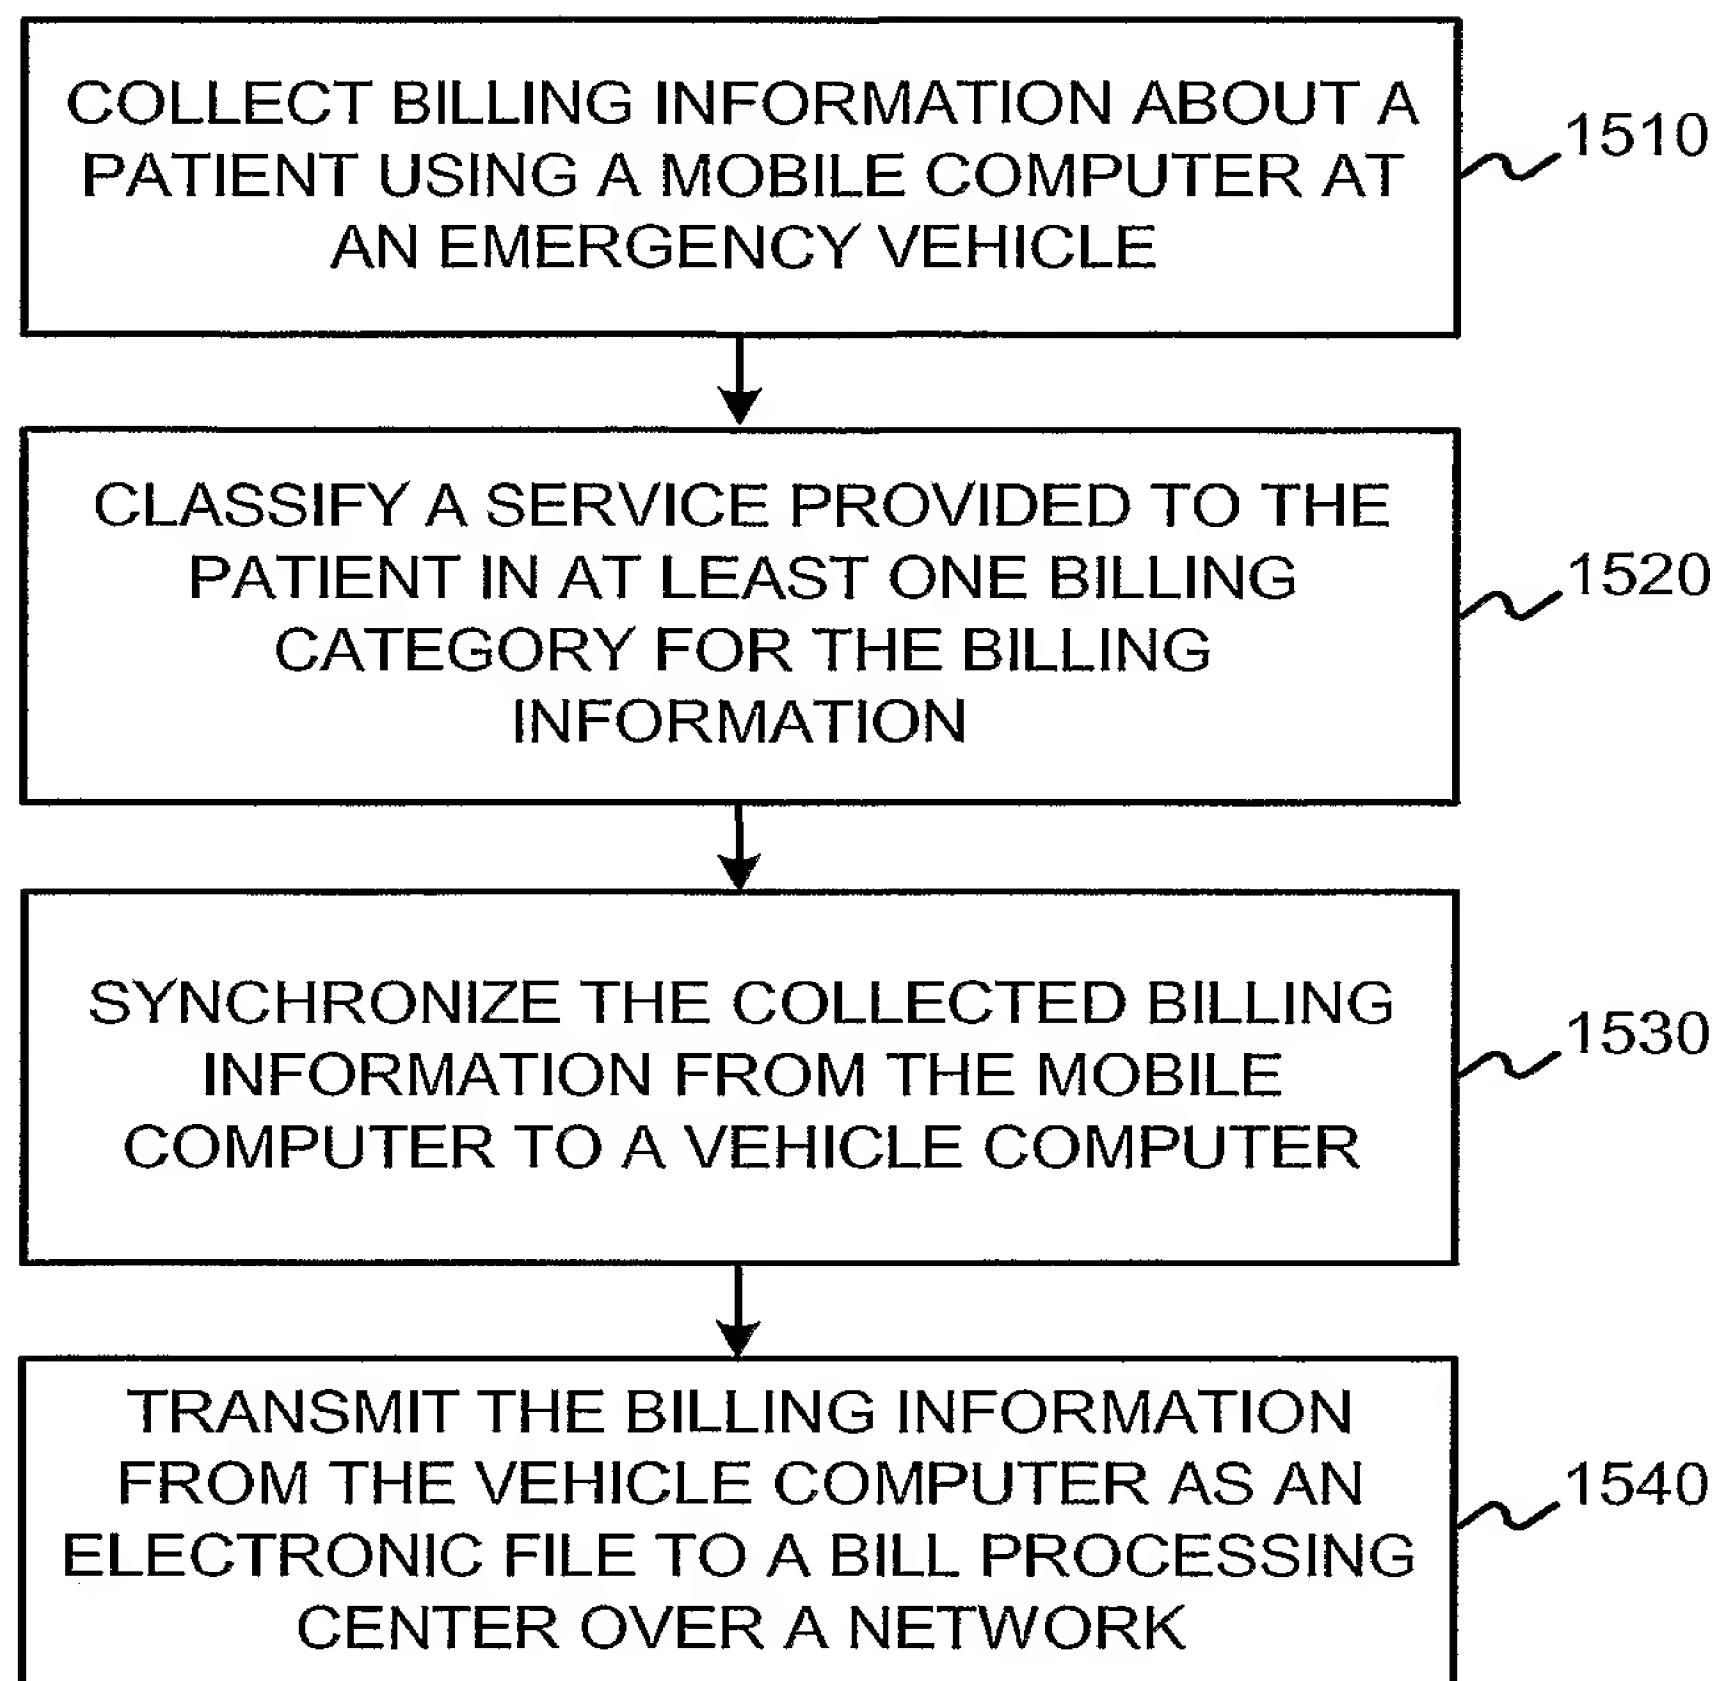 COLLECT BILLING INFORMATION ABOUT A
PATIENT USING A MOBILE COMPUTER AT
AN EMERGENCY VEHICLE
1510
CLASSIFY A SERVICE PROVIDED TO THE
PATIENT IN AT LEAST ONE BILLING
CATEGORY FOR THE BILLING
INFORMATION
1520
SYNCHRONIZE THE COLLECTED BILLING
INFORMATION FROM THE MOBILE
COMPUTER TO A VEHICLE COMPUTER
1530
TRANSMIT THE BILLING INFORMATION
FROM THE VEHICLE COMPUTER AS AN
ELECTRONIC FILE TO A BILL PROCESSING
CENTER OVER A NETWORK
1540